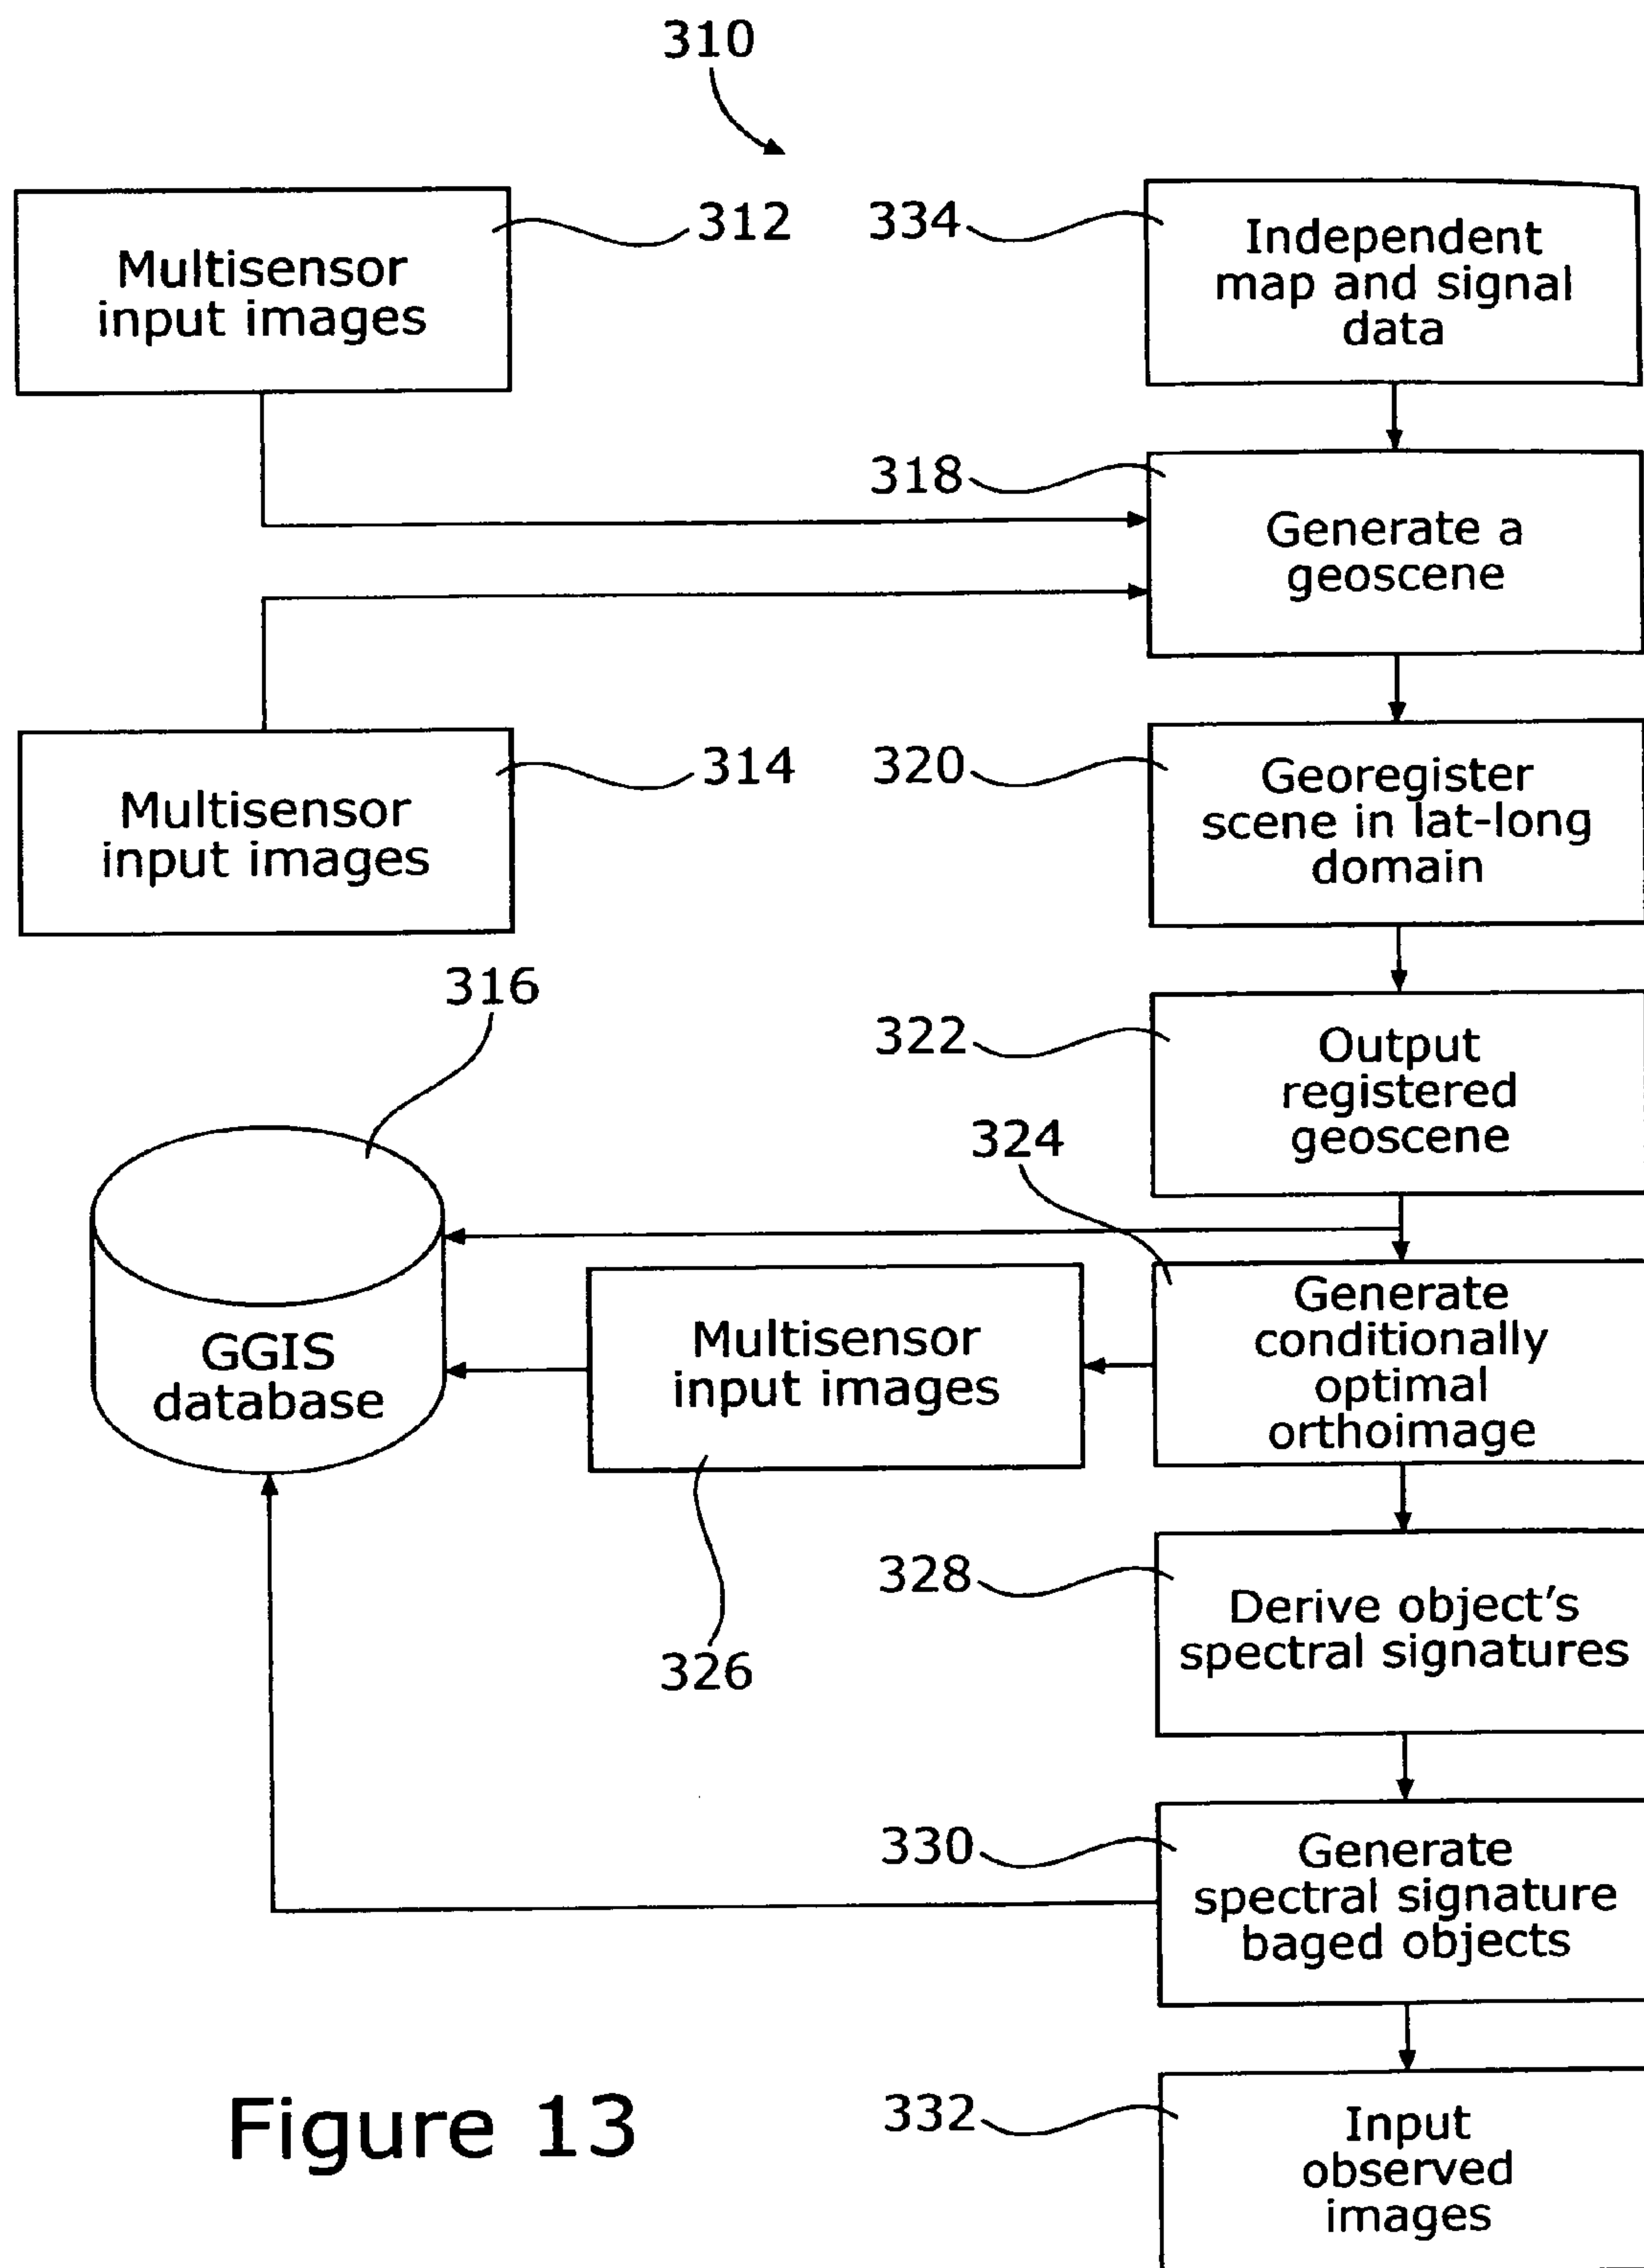 310
Multisensor
input images
312
334
Independent
map and signal
data
318
Generate a
geoscene
Multisensor
input images
314
320
Georegister
scene in lat-long
domain
316
322
Output
registered
geoscene
324
GGIS
database
Multisensor
input images
326
Generate
conditionally
optimal
orthoimage
328
Derive object's
spectral signatures
330
Generate
spectral signature
baged objects
332
Input
observed
images
Figure 13